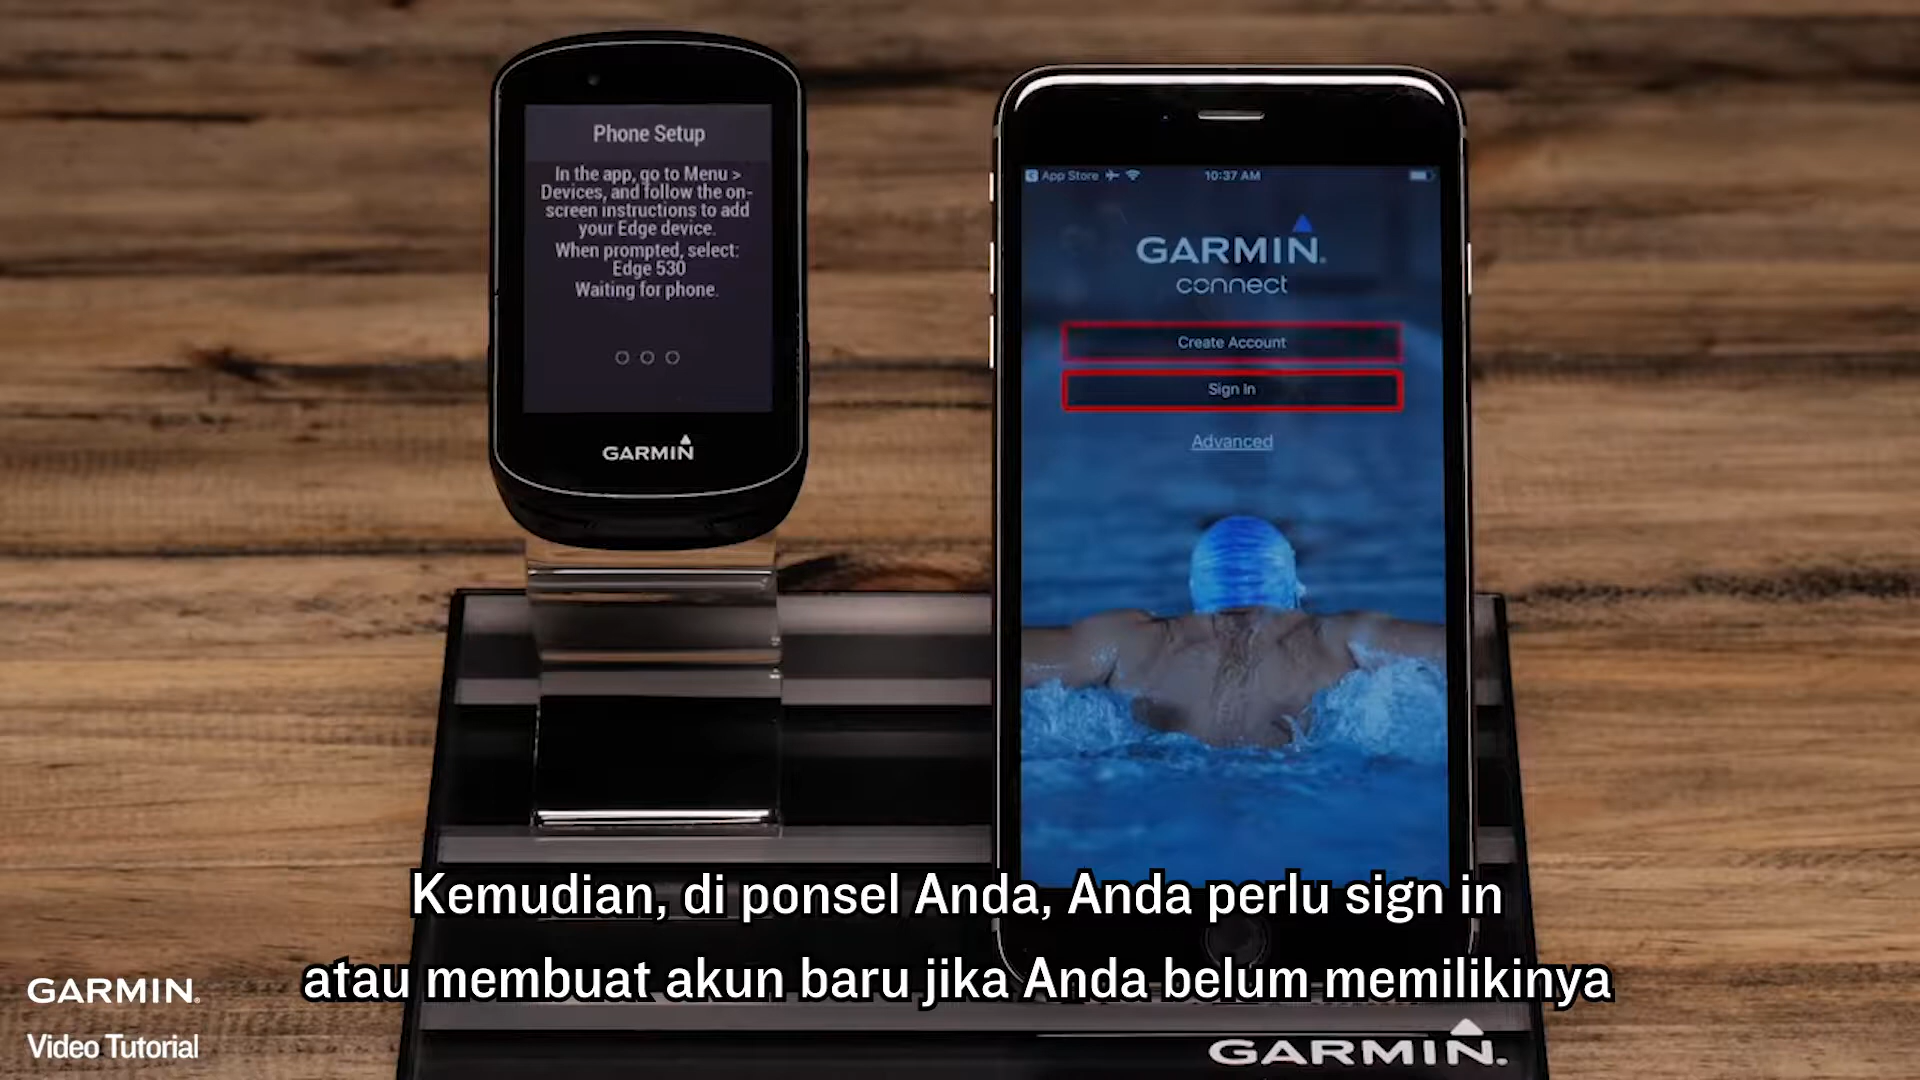 Phone Setup
In the app, go to Menu >
Devices, and follow the on-
screen instructions to add
your Edge device.
When prompted, select:
Edge 530
Waiting for phone.
GARMIN
App Store
10:37 AM
GARMIN.
connect
Create Account
Sign In
Advanced
Kemudian, di ponsel Anda, Anda perlu sign in
atau membuat akun baru jika Anda belum memilikinya
GARMIN.
Video Tutorial
GARMIN.